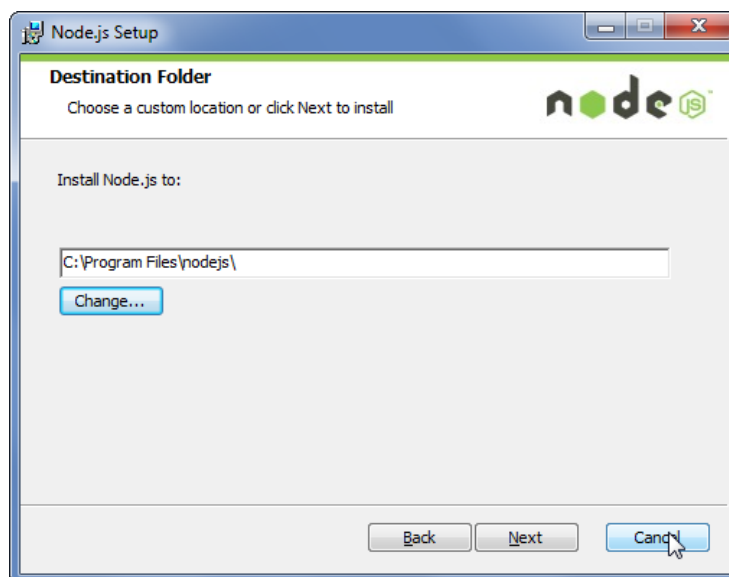 Node.js Setup
Destination Folder
Choose a custom location or click Next to install
node JS
Install Node.js to:
C:\Program Files\nodejs\
Change...
Back
Next
Cancel